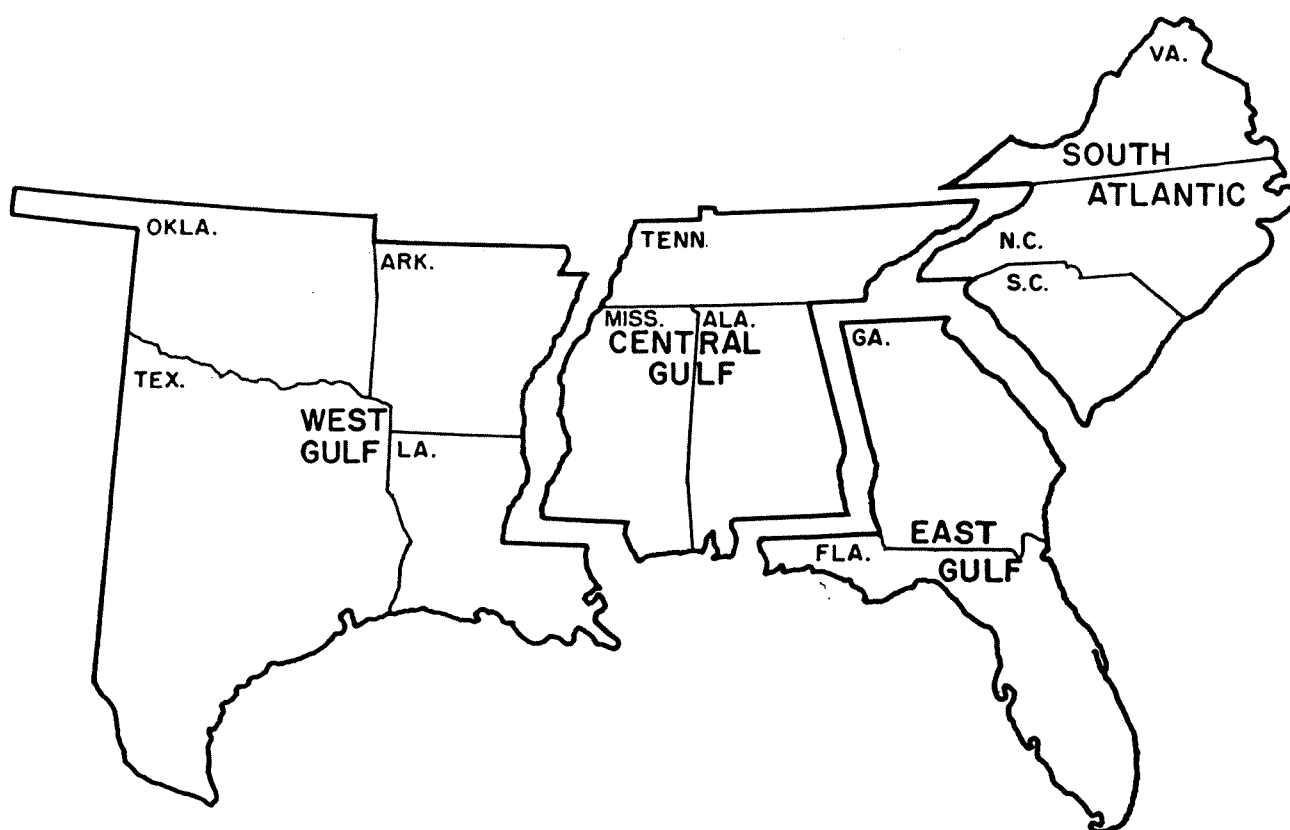 VA.
SOUTH
ATLANTIC
OKLA.
TENN.
N.C.
ARK.
S.C.
MISS.
ALA.
CENTRAL
GULF
GA.
TEX.
WEST
GULF
LA.
EAST
FLA.
GULF